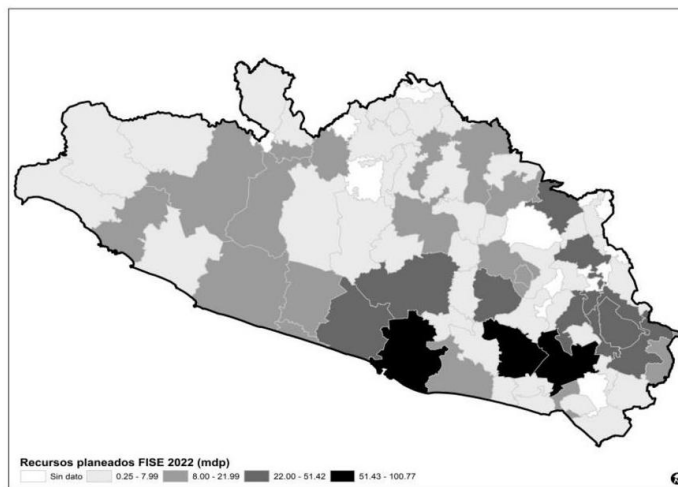 Recursos planeados FISE 2022 (mdp)
Sin dato 0.25 - 7.99 8.00 - 21.99 22.00 - 51.42 51.43 - 100.77